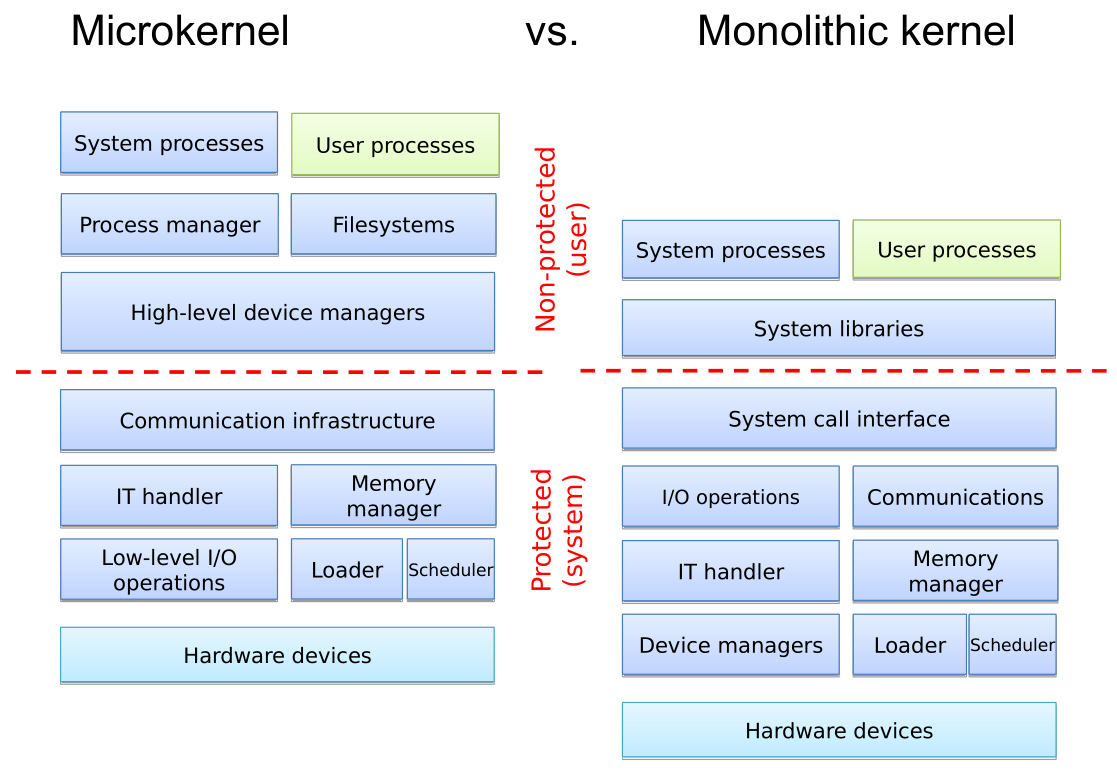 Microkernel vs. Monolithic kernel
System processes
User processes
Process manager
Filesystems
High-level device managers
Communication infrastructure
IT handler
Memory
manager
Low-level I/O
operations
Loader
Scheduler
Hardware devices
Non-protected
(user)
Protected
(system)
System processes
User processes
System libraries
System call interface
I/O operations
Communications
IT handler
Memory
manager
Device managers
Loader
Scheduler
Hardware devices